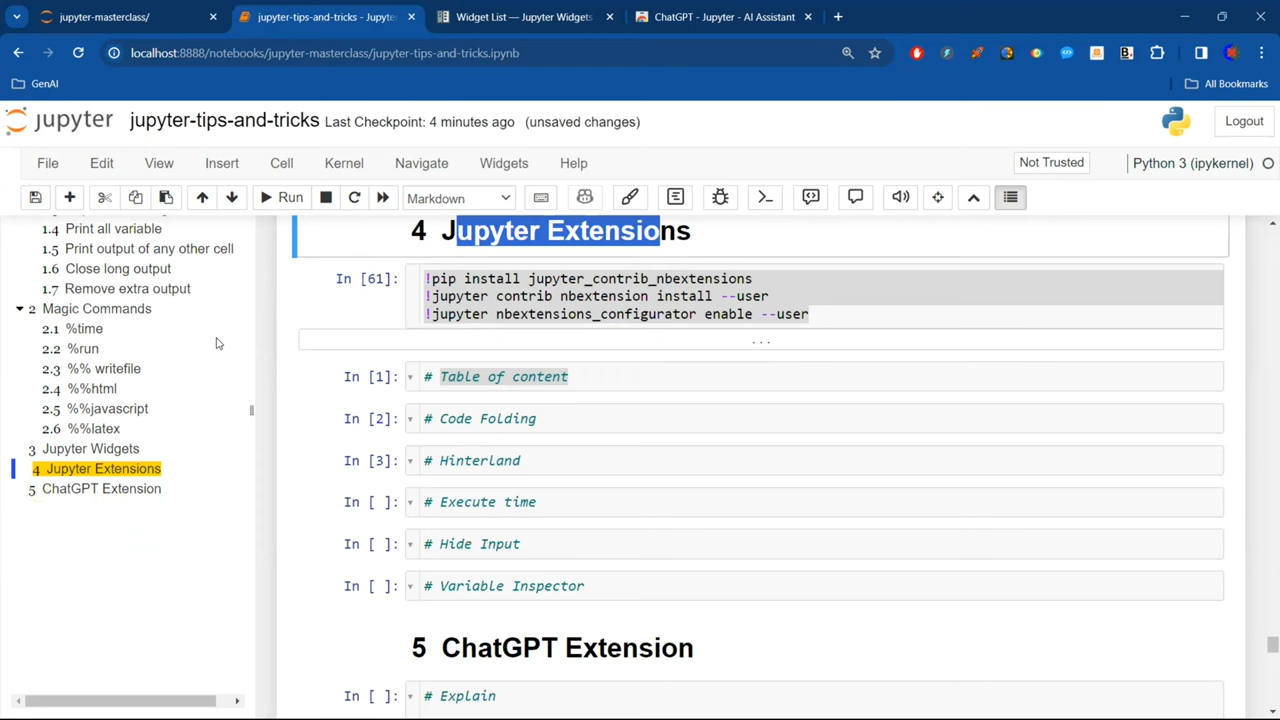 jupyter-masterclass/
jupyter-tips-and-tricks - Jupyte
Widget List — Jupyter Widgets
ChatGPT - Jupyter - AI Assistant
localhost:8888/notebooks/jupyter-masterclass/jupyter-tips-and-tricks.ipynb
GenAI
All Bookmarks
jupyter jupyter-tips-and-tricks Last Checkpoint: 4 minutes ago (unsaved changes)
Logout
File Edit View Insert Cell Kernel Navigate Widgets Help
Not Trusted
Python 3 (ipykernel)
Run
Markdown
1.4 Print all variable
1.5 Print output of any other cell
1.6 Close long output
1.7 Remove extra output
2 Magic Commands
2.1 %time
2.2 %run
2.3 %% writefile
2.4 %%html
2.5 %%javascript
2.6 %%latex
3 Jupyter Widgets
4 Jupyter Extensions
5 ChatGPT Extension
4 Jupyter Extensions
In [61]: !pip install jupyter_contrib_nbextensions
!jupyter contrib nbextension install --user
!jupyter nbextensions_configurator enable --user
...
In [1]: # Table of content
In [2]: # Code Folding
In [3]: # Hinterland
In [ ]: # Execute time
In [ ]: # Hide Input
In [ ]: # Variable Inspector
5 ChatGPT Extension
In [ ]: # Explain